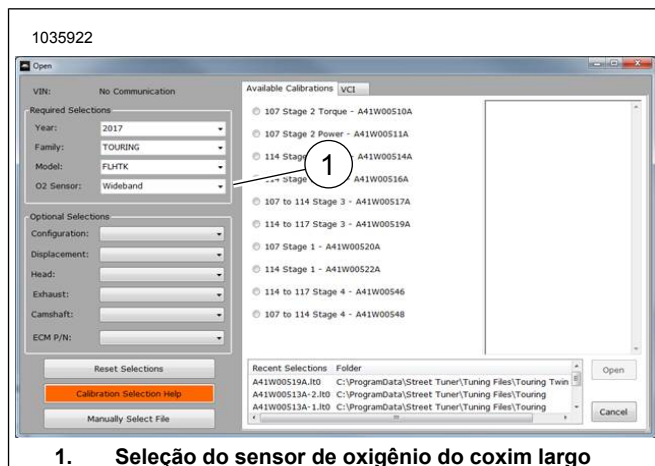 1035922
Open
VIN: No Communication
Required Selections
Year: 2017
Family: TOURING
Model: FLHTK
O2 Sensor: Wideband
Optional Selections
Configuration:
Displacement:
Head:
Exhaust:
Camshaft:
ECM P/N:
Reset Selections
Calibration Selection Help
Manually Select File
Available Calibrations VCI
107 Stage 2 Torque - A41W00510A
107 Stage 2 Power - A41W00511A
114 Stage A41W00514A
1
Stage A41W00516A
107 to 114 Stage 3 - A41W00517A
114 to 117 Stage 3 - A41W00519A
107 Stage 1 - A41W00520A
114 Stage 1 - A41W00522A
114 to 117 Stage 4 - A41W00546
107 to 114 Stage 4 - A41W00548
Recent Selections Folder
A41W00519A.lt0 C:\ProgramData\Street Tuner\Tuning Files\Touring Twin
A41W00513A-2.lt0 C:\ProgramData\Street Tuner\Tuning Files\Touring
A41W00513A-1.lt0 C:\ProgramData\Street Tuner\Tuning Files\Touring
Open
Cancel
1. Seleção do sensor de oxigênio do coxim largo